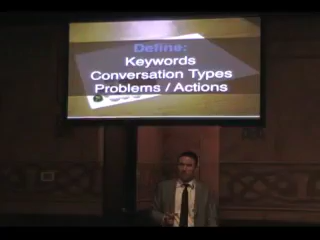 Define:
Keywords
Conversation Types
Problems / Actions